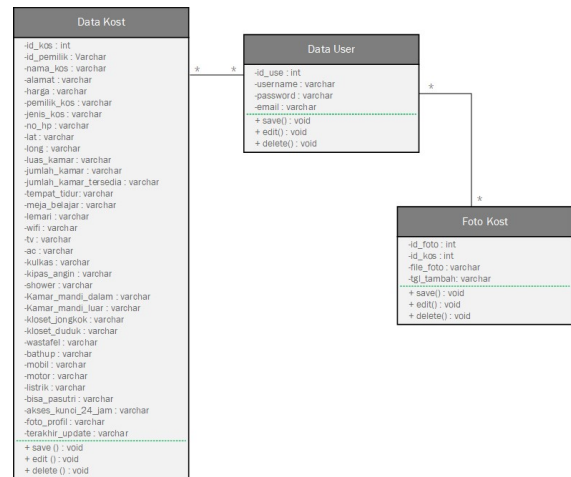 Data Kost
-id_kos : int
-id_pemilik : Varchar
-nama_kos : varchar
-alamat : varchar
-harga : varchar
-pemilik_kos : varchar
-jenis_kos : varchar
-no_hp : varchar
-lat : varchar
-long : varchar
-luas_kamar : varchar
-jumlah_kamar : varchar
-jumlah_kamar_tersedia : varchar
-tempat_tidur: varchar
-meja_belajar : varchar
-lemari : varchar
-wifi : varchar
-tv : varchar
-ac : varchar
-kulkas : varchar
-kipas_angin : varchar
-shower : varchar
-Kamar_mandi_dalam : varchar
-Kamar_mandi_luar : varchar
-kloset_jongkok : varchar
-kloset_duduk : varchar
-wastafel : varchar
-bathup : varchar
-mobil : varchar
-motor : varchar
-listrik : varchar
-bisa_pasutri : varchar
-akses_kunci_24_jam : varchar
-foto_profil : varchar
-terakhir_update : varchar
+ save () : void
+ edit () : void
+ delete () : void
* *
Data User
-id_use : int
-username : varchar
-password : varchar
-email : varchar
+ save() : void
+ edit() : void
+ delete() : void
*
*
Foto Kost
-id_foto : int
-id_kos : int
-file_foto : varchar
-tgl_tambah: varchar
+ save() : void
+ edit() : void
+ delete() : void